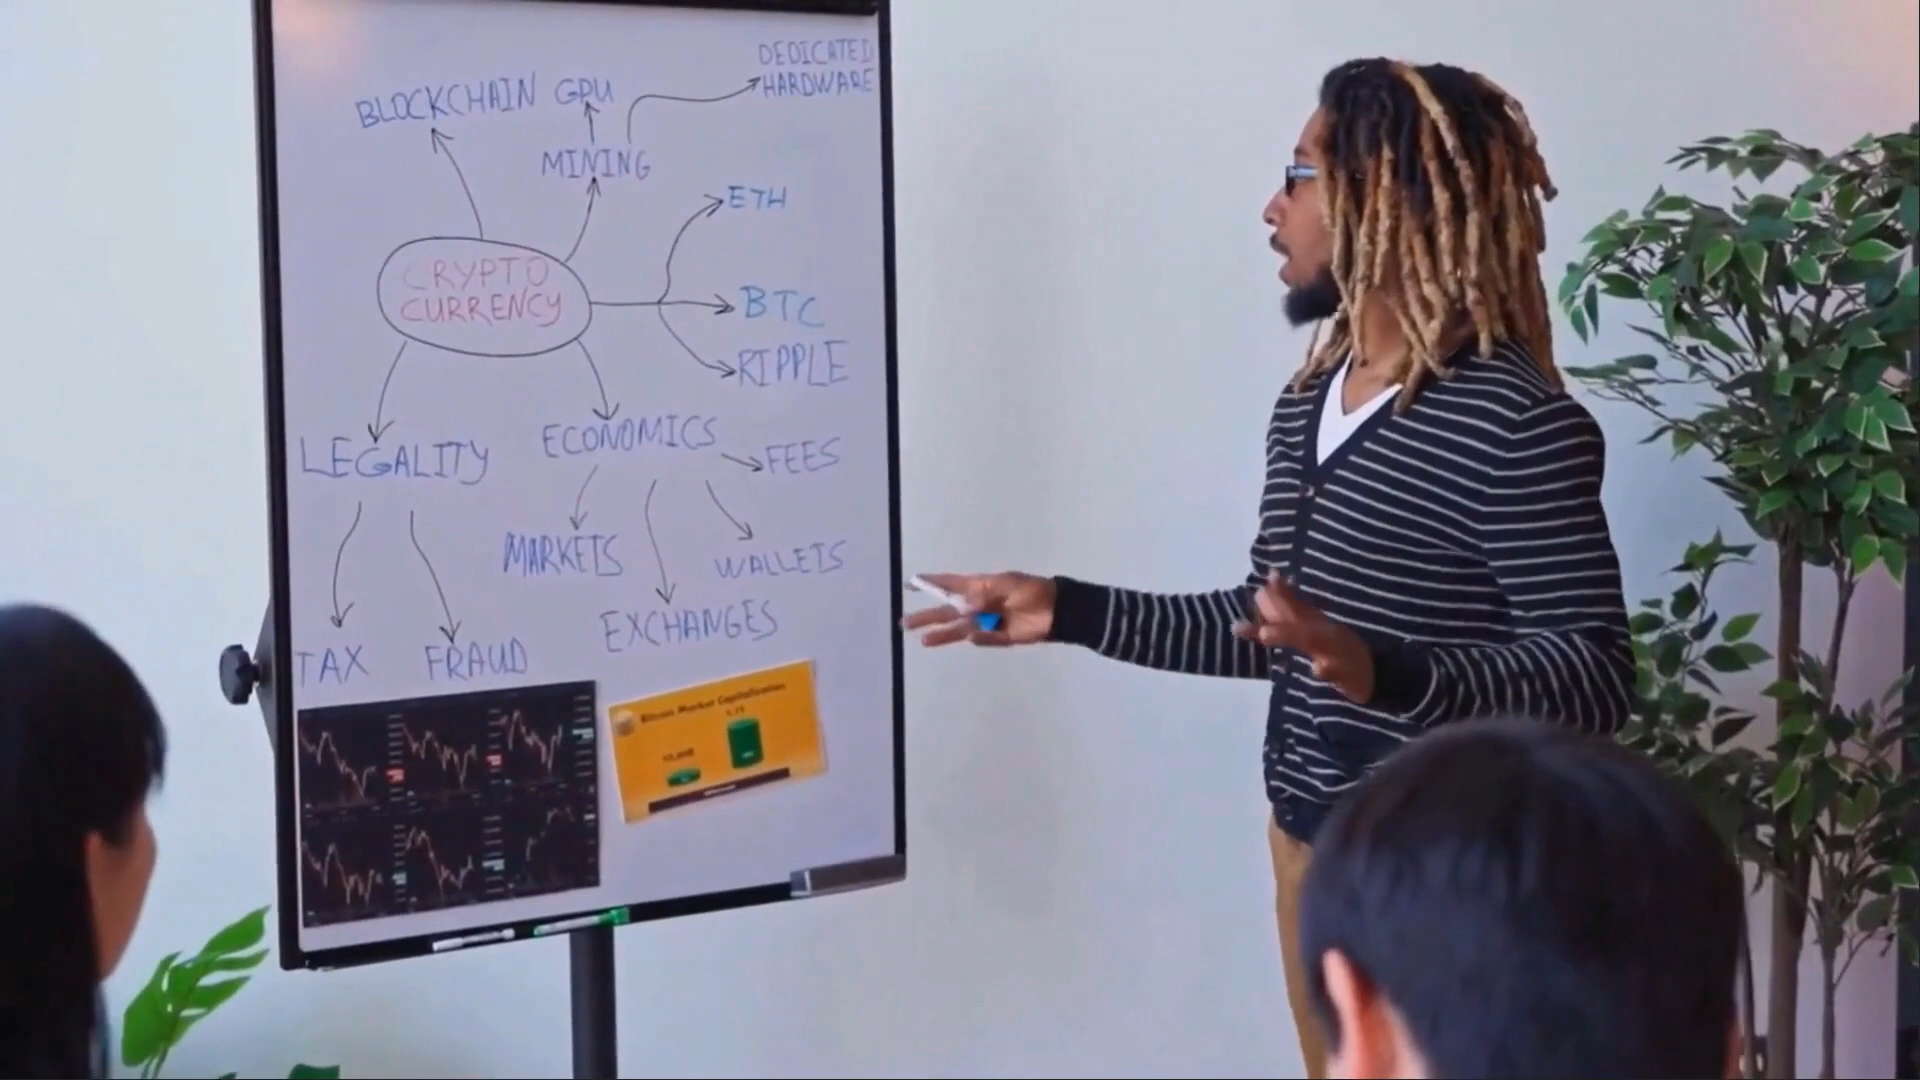 DEDICATED
HARDWARE
BLOCKCHAIN GPU
MINING
ETH
CRYPTO
CURRENCY
BTC
RIPPLE
LEGALITY
ECONOMICS
FEES
MARKETS
WALLETS
EXCHANGES
TAX
FRAUD
Bitcoin Market Capitalization